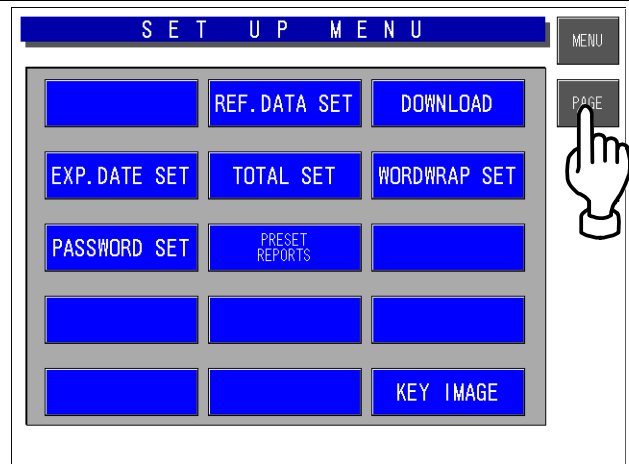 SET UP MENU
MENU
PAGE
REF.DATA SET
DOWNLOAD
EXP.DATE SET
TOTAL SET
WORDWRAP SET
PASSWORD SET
PRESET
REPORTS
KEY IMAGE